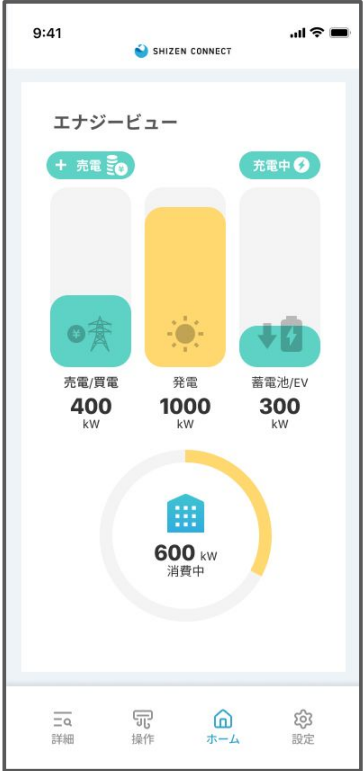 9:41
SHIZEN CONNECT
エナジービュー
+ 売電 ¥
充電中
¥
売電/買電
400
kW
発電
1000
kW
蓄電池/EV
300
kW
600 kW
消費中
詳細
操作
ホーム
設定